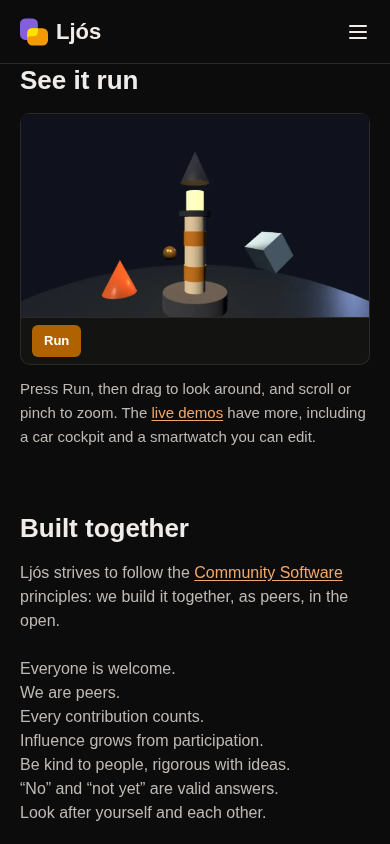 Ljós
See it run
Run
Press Run, then drag to look around, and scroll or
pinch to zoom. The live demos have more, including
a car cockpit and a smartwatch you can edit.
Built together
Ljós strives to follow the Community Software
principles: we build it together, as peers, in the
open.
Everyone is welcome.
We are peers.
Every contribution counts.
Influence grows from participation.
Be kind to people, rigorous with ideas.
“No” and “not yet” are valid answers.
Look after yourself and each other.